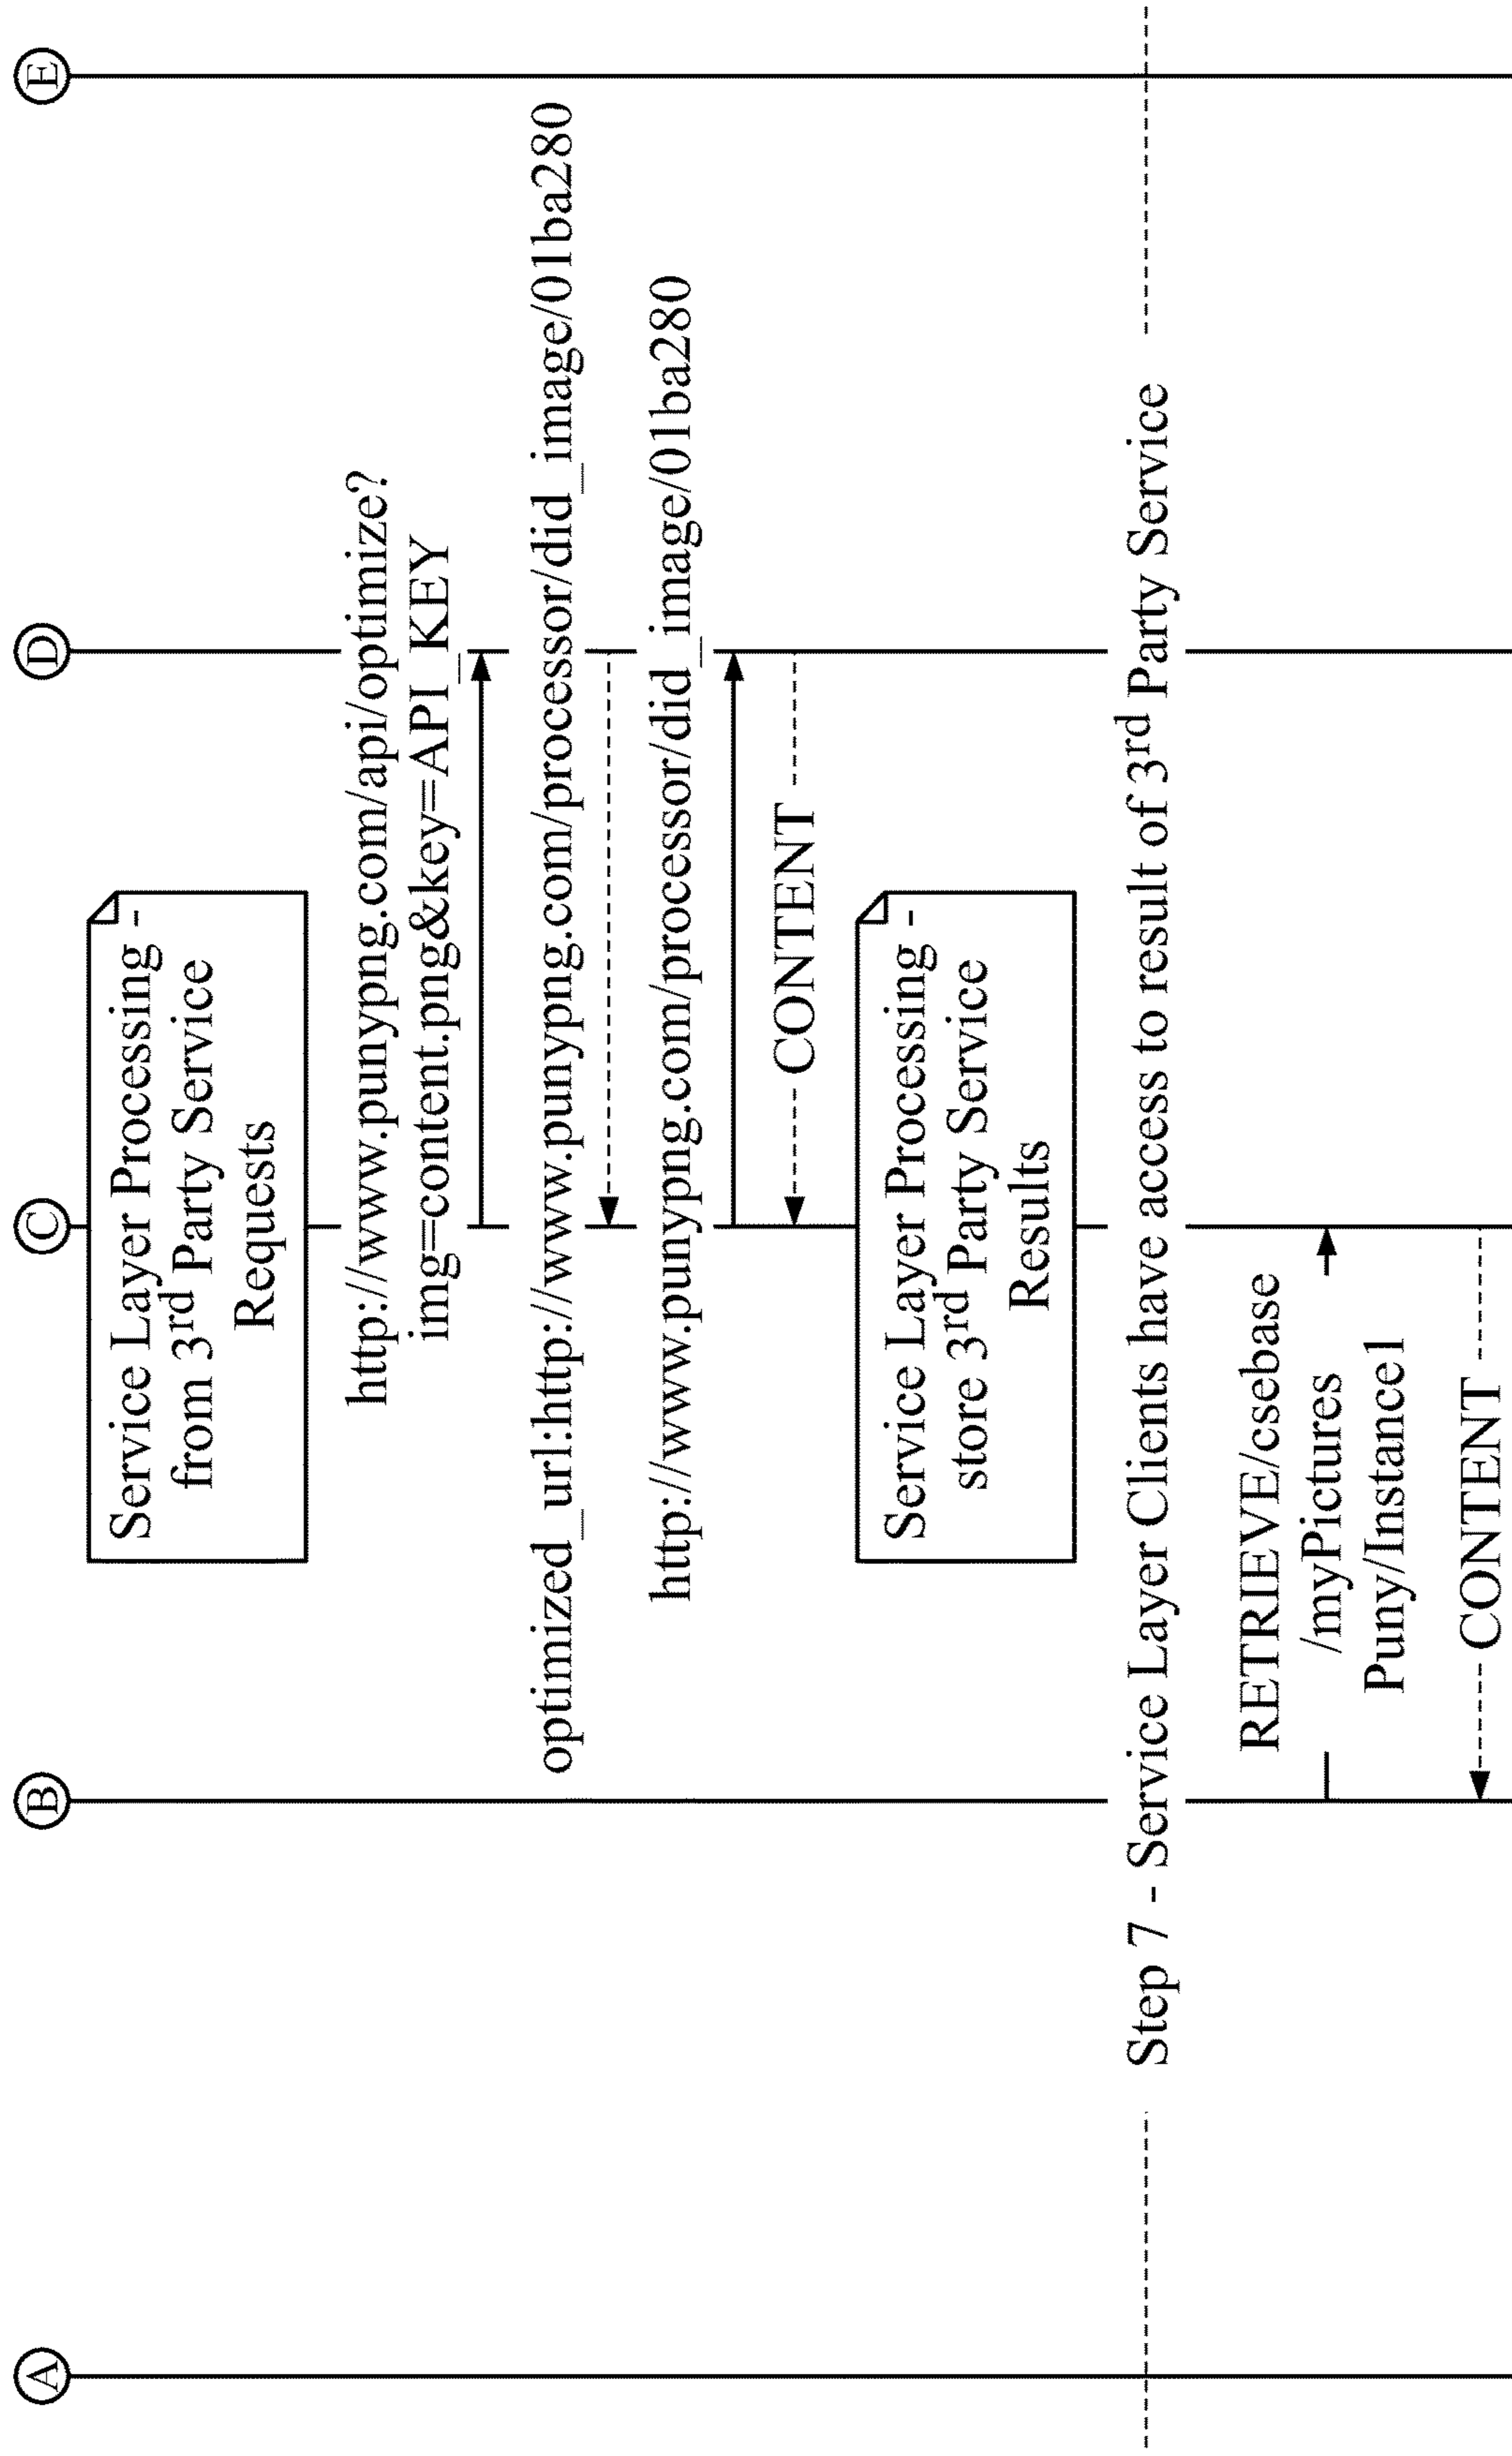 A
B
C
D
E
Service Layer Processing -
from 3rd Party Service
Requests
http://www.punypng.com/api/optimize?
img=content.png&key=API_KEY
optimized_url:http://www.punypng.com/processor/did_image/01ba280
http://www.punypng.com/processor/did_image/01ba280
CONTENT
Service Layer Processing -
store 3rd Party Service
Results
Step 7 - Service Layer Clients have access to result of 3rd Party Service
RETRIEVE/csebase
/myPictures
Puny/Instance1
CONTENT